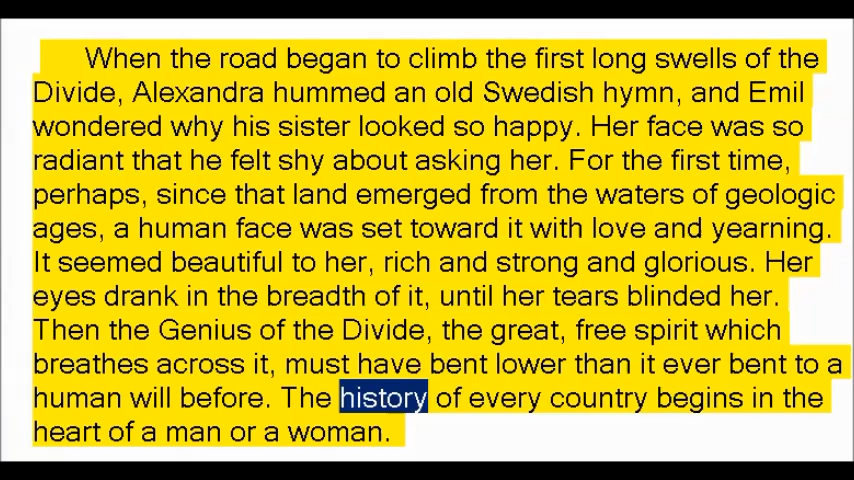 When the road began to climb the first long swells of the
Divide, Alexandra hummed an old Swedish hymn, and Emil
wondered why his sister looked so happy. Her face was so
radiant that he felt shy about asking her. For the first time,
perhaps, since that land emerged from the waters of geologic
ages, a human face was set toward it with love and yearning.
It seemed beautiful to her, rich and strong and glorious. Her
eyes drank in the breadth of it, until her tears blinded her.
Then the Genius of the Divide, the great, free spirit which
breathes across it, must have bent lower than it ever bent to a
human will before. The history of every country begins in the
heart of a man or a woman.